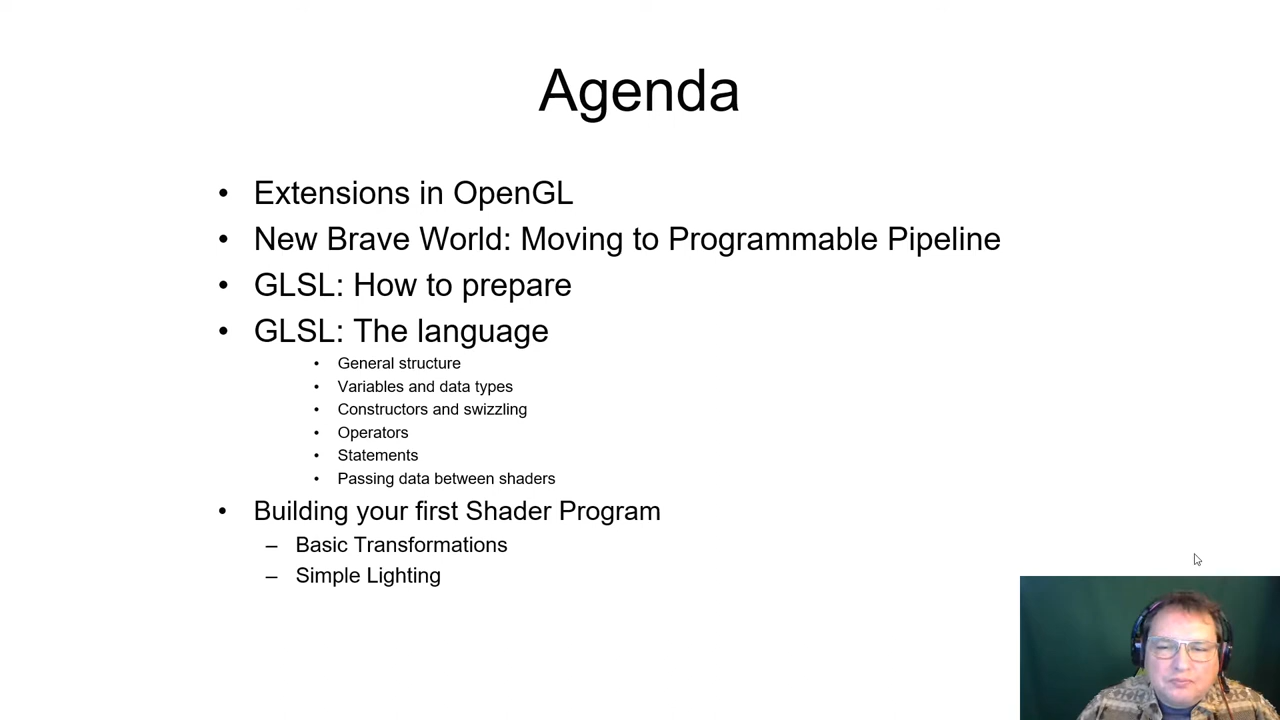 Agenda
• Extensions in OpenGL
• New Brave World: Moving to Programmable Pipeline
• GLSL: How to prepare
• GLSL: The language
• General structure
• Variables and data types
• Constructors and swizzling
• Operators
• Statements
• Passing data between shaders
• Building your first Shader Program
– Basic Transformations
– Simple Lighting